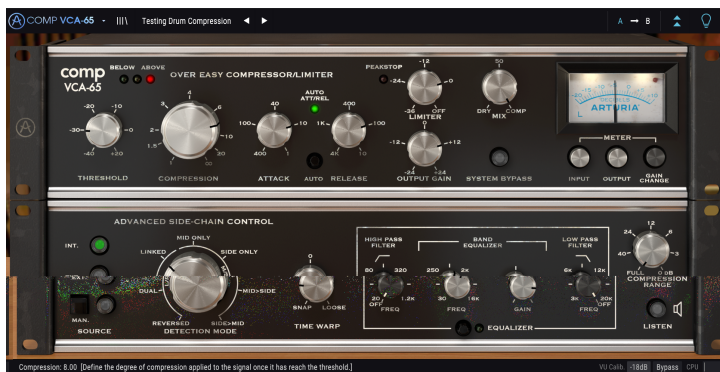 COMP VCA-65
Testing Drum Compression
A → B
comp
VCA-65
BELOW ABOVE
OVER EASY COMPRESSOR/LIMITER
-20 -10
-30 0
-40 +20
THRESHOLD
4
3 6
2 10
1.5 20
COMPRESSION
40
100 10
400 1
ATTACK
AUTO
ATT/REL
AUTO
400
1K 100
4K 10
RELEASE
PEAKSTOP
-12
-24 0
-36 OFF
LIMITER
0
-12 +12
-24 +24
OUTPUT GAIN
50
DRY COMP
MIX
SYSTEM BYPASS
-20 -10 +10
DECIBELS
ARTURIA
L
METER
INPUT OUTPUT GAIN
CHANGE
ADVANCED SIDE-CHAIN CONTROL
INT.
MAN.
SOURCE
MID ONLY
LINKED SIDE ONLY
DUAL MID>SIDE
REVERSED SIDE>MID
DETECTION MODE
0
SNAP LOOSE
TIME WARP
HIGH PASS
FILTER
80 320
20 1.2K
OFF
FREQ
BAND
EQUALIZER
250 2K
30 16K
FREQ
GAIN
LOW PASS
FILTER
6K 12K
3K 20K
OFF
FREQ
EQUALIZER
12
24 6
40 3
FULL 0 dB
COMPRESSION
RANGE
LISTEN
Compression: 8.00 [Define the degree of compression applied to the signal once it has reach the threshold.]
VU Calib. -18dB Bypass CPU